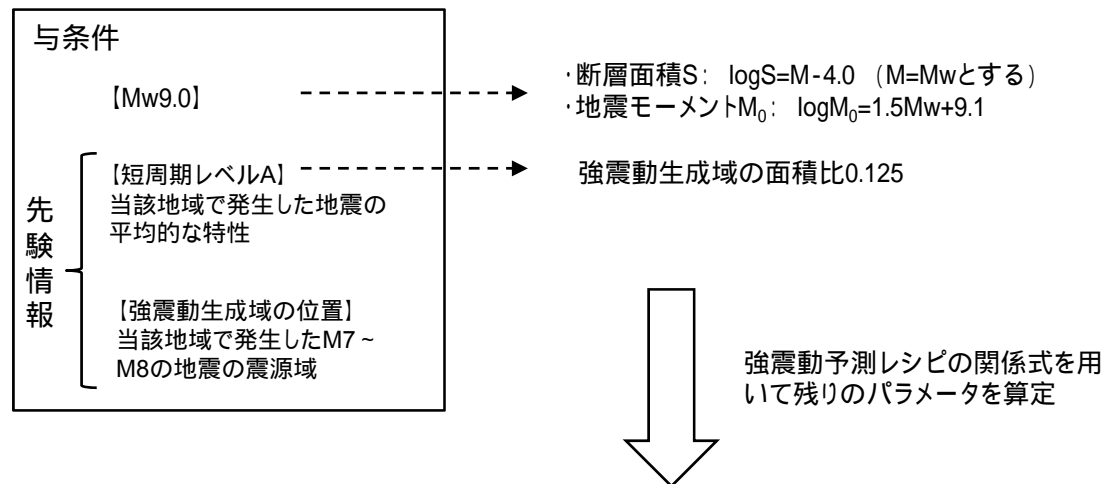 与条件
【Mw9.0】
・断層面積S： logS=M-4.0 （M=Mwとする）
・地震モーメントM₀： logM₀=1.5Mw+9.1
先験情報
【短周期レベルA】
当該地域で発生した地震の
平均的な特性
強震動生成域の面積比0.125
【強震動生成域の位置】
当該地域で発生したM7～
M8の地震の震源域
強震動予測レシピの関係式を用
いて残りのパラメータを算定